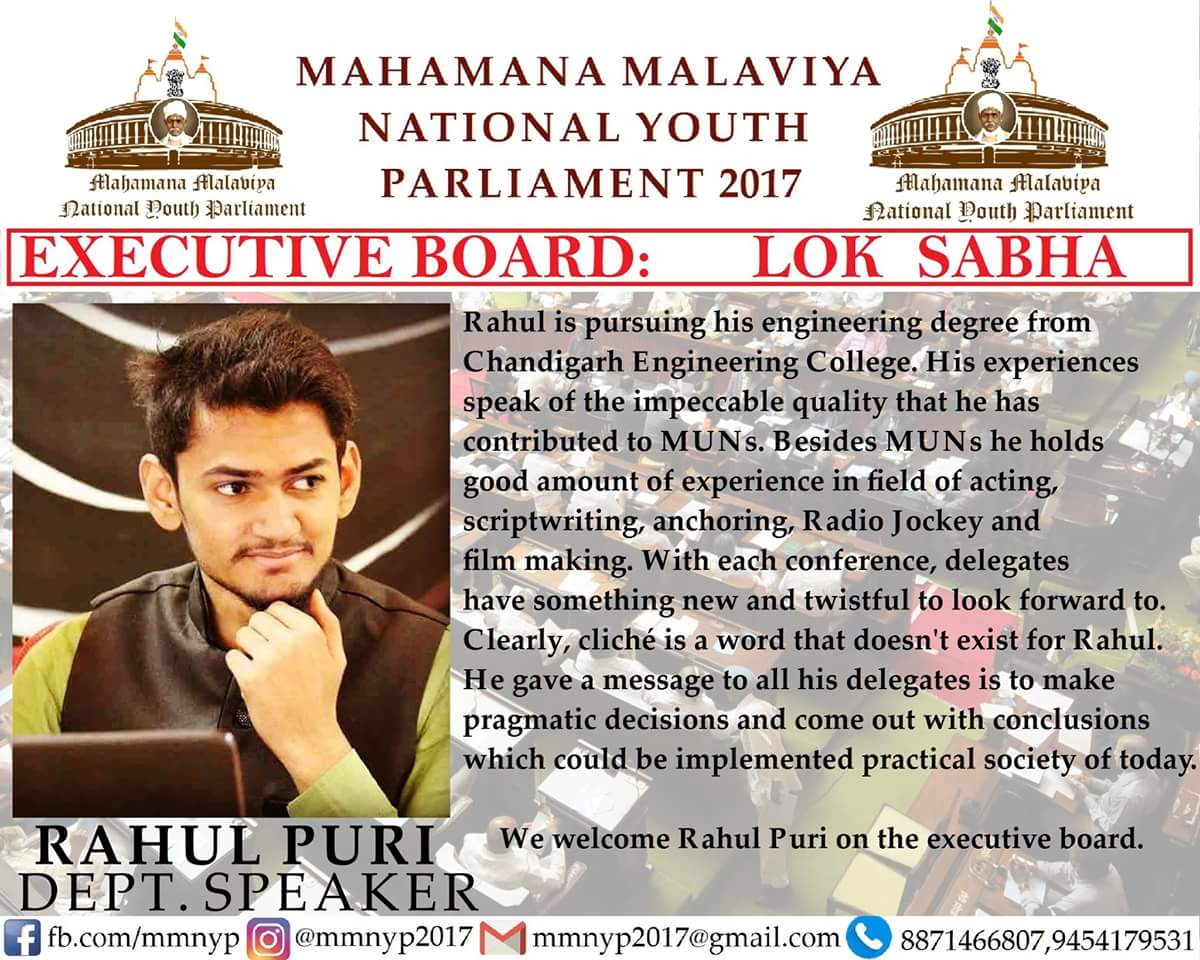 MAHAMANA MALAVIYA
NATIONAL YOUTH
PARLIAMENT 2017
Mahamana Malaviya
National Youth Parliament
Mahamana Malaviya
National Youth Parliament
EXECUTIVE BOARD: LOK SABHA
Rahul is pursuing his engineering degree from
Chandigarh Engineering College. His experiences
speak of the impeccable quality that he has
contributed to MUNs. Besides MUNs he holds
good amount of experience in field of acting,
scriptwriting, anchoring, Radio Jockey and
film making. With each conference, delegates
have something new and twistful to look forward to.
Clearly, cliché is a word that doesn't exist for Rahul.
He gave a message to all his delegates is to make
pragmatic decisions and come out with conclusions
which could be implemented practical society of today.
We welcome Rahul Puri on the executive board.
RAHUL PURI
DEPT. SPEAKER
fb.com/mmnyp @mmnyp2017 mmnyp2017@gmail.com 8871466807,9454179531